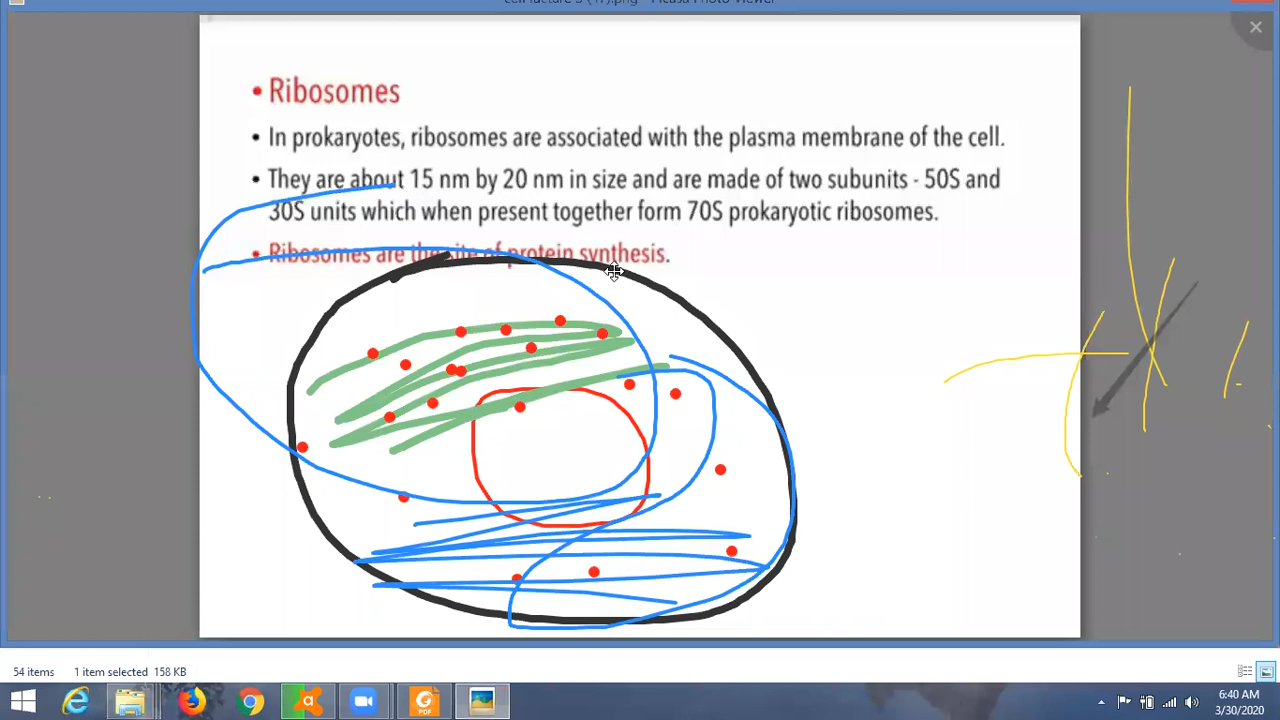 • Ribosomes
• In prokaryotes, ribosomes are associated with the plasma membrane of the cell.
• They are about 15 nm by 20 nm in size and are made of two subunits - 50S and
30S units which when present together form 70S prokaryotic ribosomes.
• Ribosomes are the site of protein synthesis.
54 items 1 item selected 158 KB
PDF
6:40 AM
3/30/2020